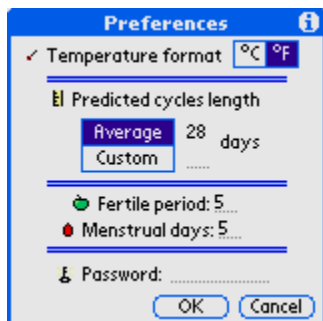 Preferences i
✓ Temperature format °C °F
Predicted cycles length
Average 28 days
Custom
Fertile period: 5
Menstrual days: 5
Password:
OK Cancel